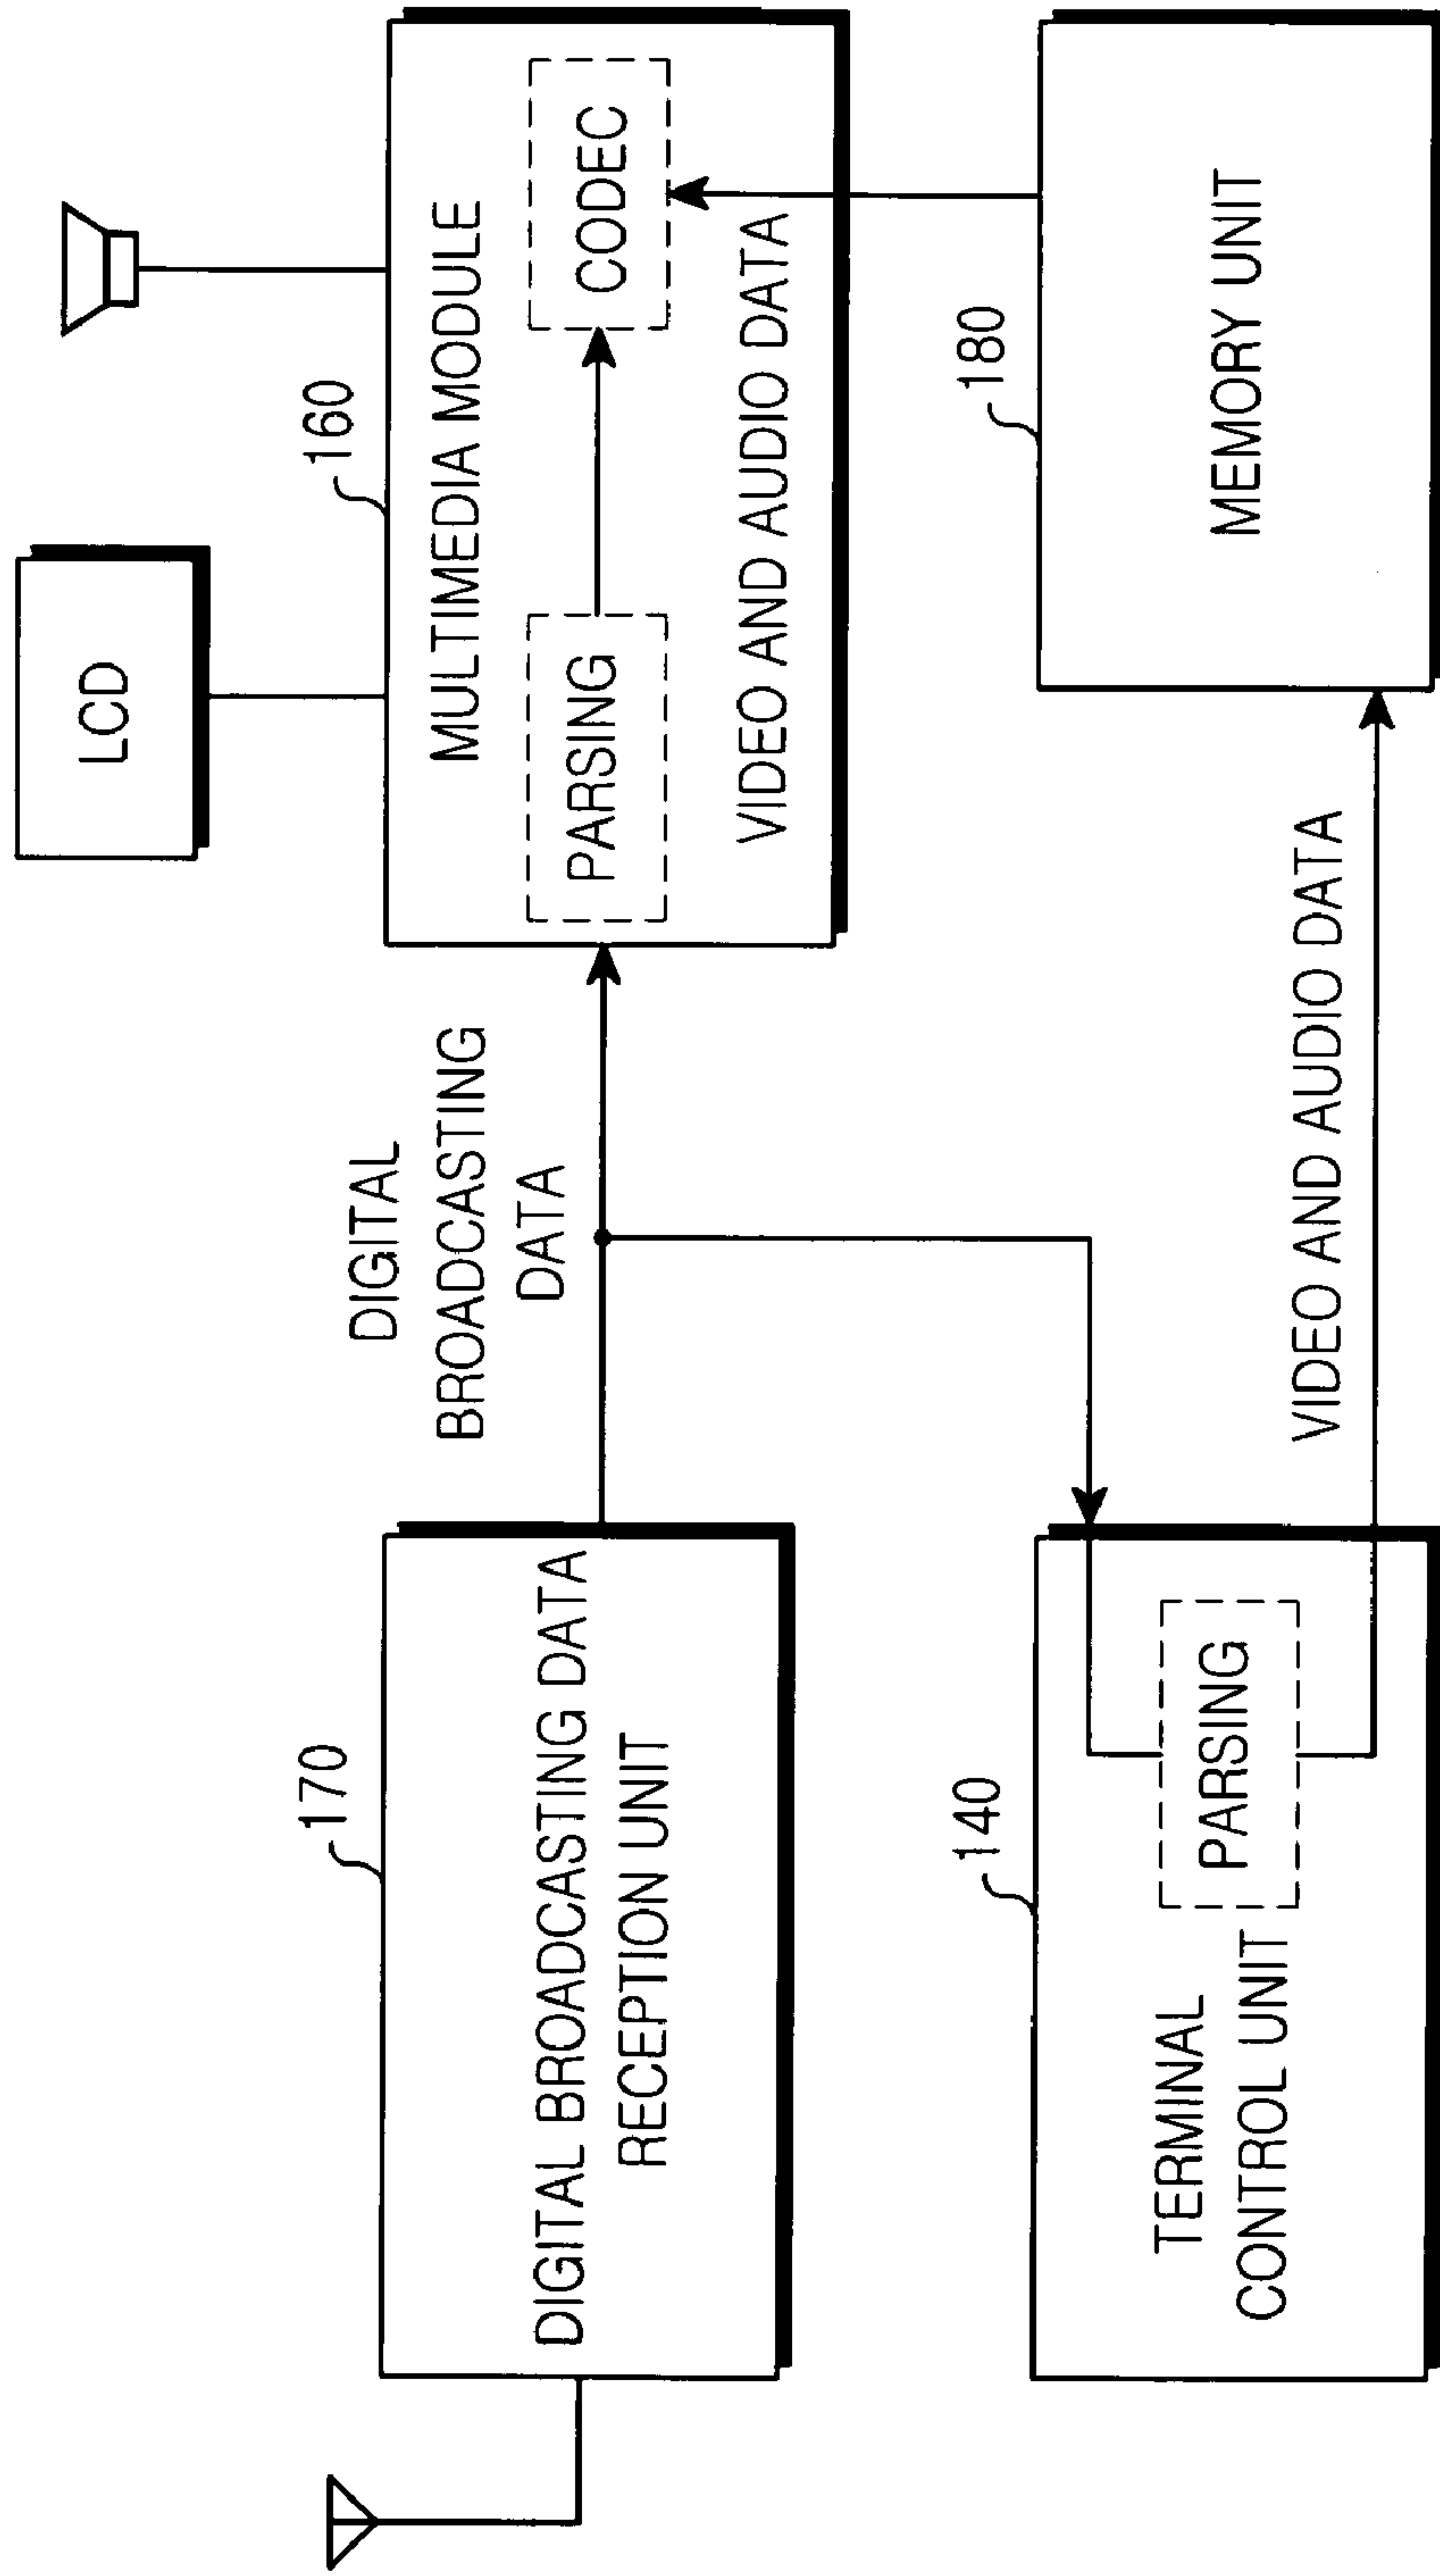 LCD
160
MULTIMEDIA MODULE
PARSING
CODEC
VIDEO AND AUDIO DATA
170
DIGITAL BROADCASTING DATA
RECEPTION UNIT
DIGITAL
BROADCASTING
DATA
140
TERMINAL
CONTROL UNIT
PARSING
VIDEO AND AUDIO DATA
180
MEMORY UNIT